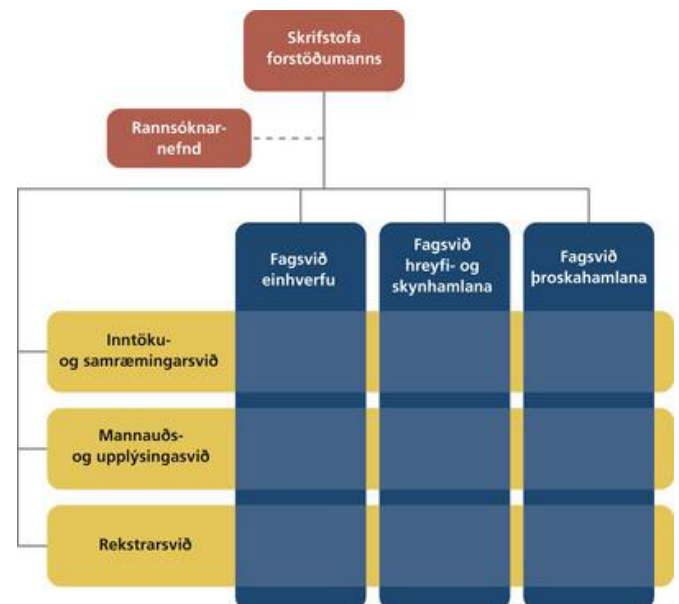 Skrifstofa
forstöðumanns
Rannsóknar-
nefnd
Fagsvið
einhverfu
Fagsvið
hreyfi- og
skynhamlana
Fagsvið
þroskahamlana
Inntöku-
og samræmingarsvið
Mannauðs-
og upplýsingasvið
Rekstrarsvið